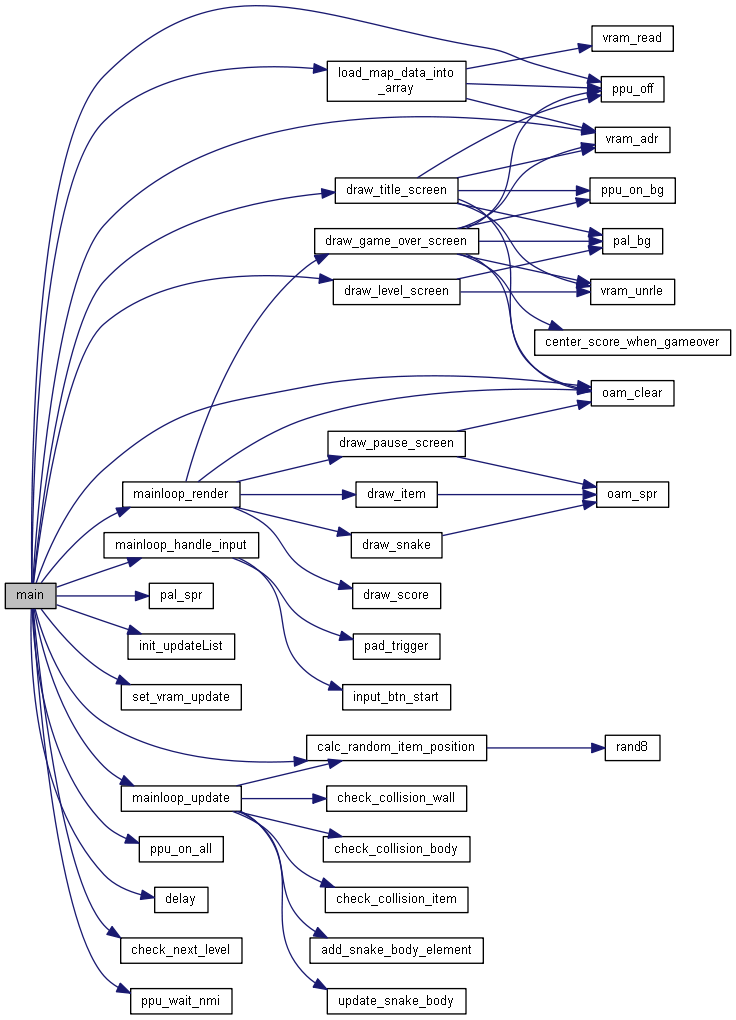 vram_read
load_map_data_into
_array
ppu_off
vram_adr
draw_title_screen
ppu_on_bg
draw_game_over_screen
pal_bg
draw_level_screen
vram_unrle
center_score_when_gameover
oam_clear
draw_pause_screen
mainloop_render
draw_item
oam_spr
mainloop_handle_input
draw_snake
main
pal_spr
draw_score
init_updateList
pad_trigger
set_vram_update
input_btn_start
calc_random_item_position
rand8
mainloop_update
check_collision_wall
ppu_on_all
check_collision_body
delay
check_collision_item
check_next_level
add_snake_body_element
ppu_wait_nmi
update_snake_body